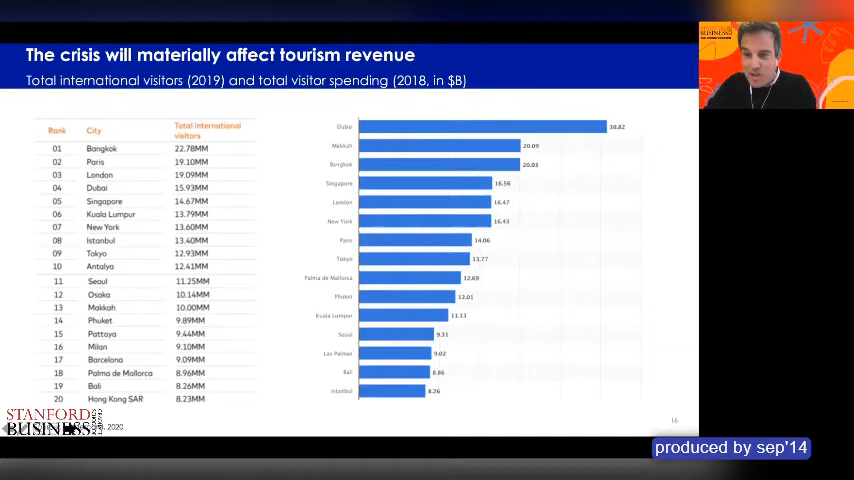 The crisis will materially affect tourism revenue
Total international visitors (2019) and total visitor spending (2018, in $B)
Rank City Total international visitors
01 Bangkok 22.78MM
02 Paris 19.10MM
03 London 19.09MM
04 Dubai 15.93MM
05 Singapore 14.67MM
06 Kuala Lumpur 13.79MM
07 New York 13.60MM
08 Istanbul 13.40MM
09 Tokyo 12.93MM
10 Antalya 12.41MM
11 Seoul 11.25MM
12 Osaka 10.14MM
13 Makkah 10.00MM
14 Phuket 9.89MM
15 Pattaya 9.44MM
16 Milan 9.10MM
17 Barcelona 9.09MM
18 Palma de Mallorca 8.96MM
19 Bali 8.26MM
20 Hong Kong SAR 8.23MM
Dubai 30.82
Makkah 20.09
Bangkok 20.03
Singapore 16.56
London 16.47
New York 16.43
Paris 14.06
Tokyo 13.77
Palma de Mallorca 12.69
Phuket 12.01
Kuala Lumpur 11.13
Seoul 9.31
Las Palmas 9.02
Bali 8.86
Istanbul 8.26
16
STANFORD
BUSINESS
2020
produced by sep'14